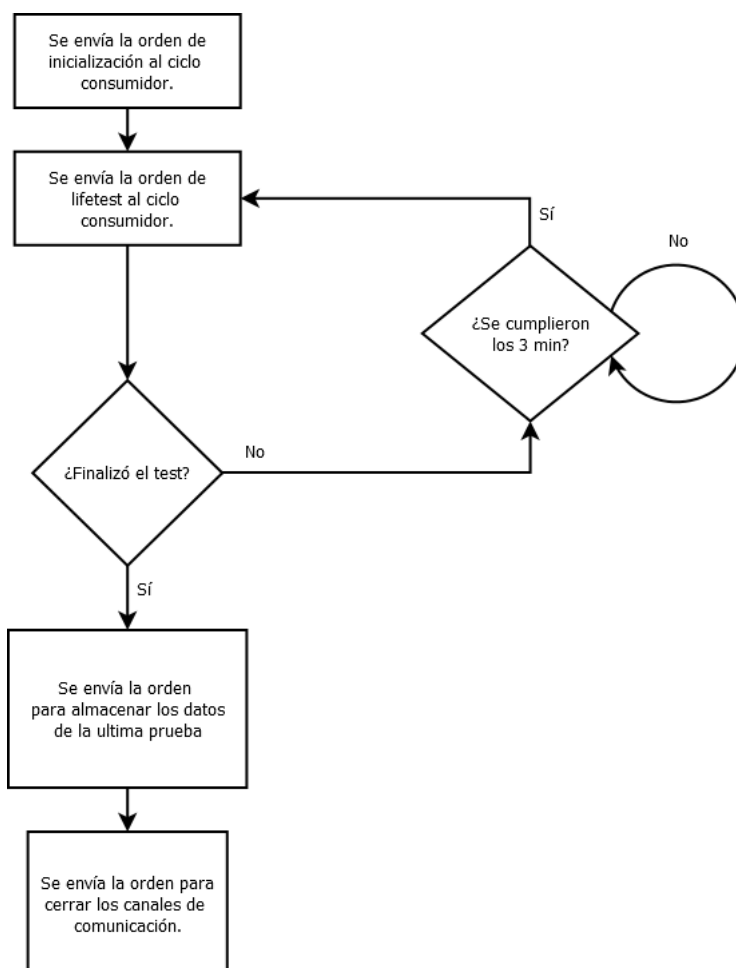 Se envía la orden de
inicialización al ciclo
consumidor.
Se envía la orden de
lifetest al ciclo
consumidor.
Sí
No
¿Se cumplieron
los 3 min?
No
¿Finalizó el test?
Sí
Se envía la orden
para almacenar los datos
de la ultima prueba
Se envía la orden para
cerrar los canales de
comunicación.